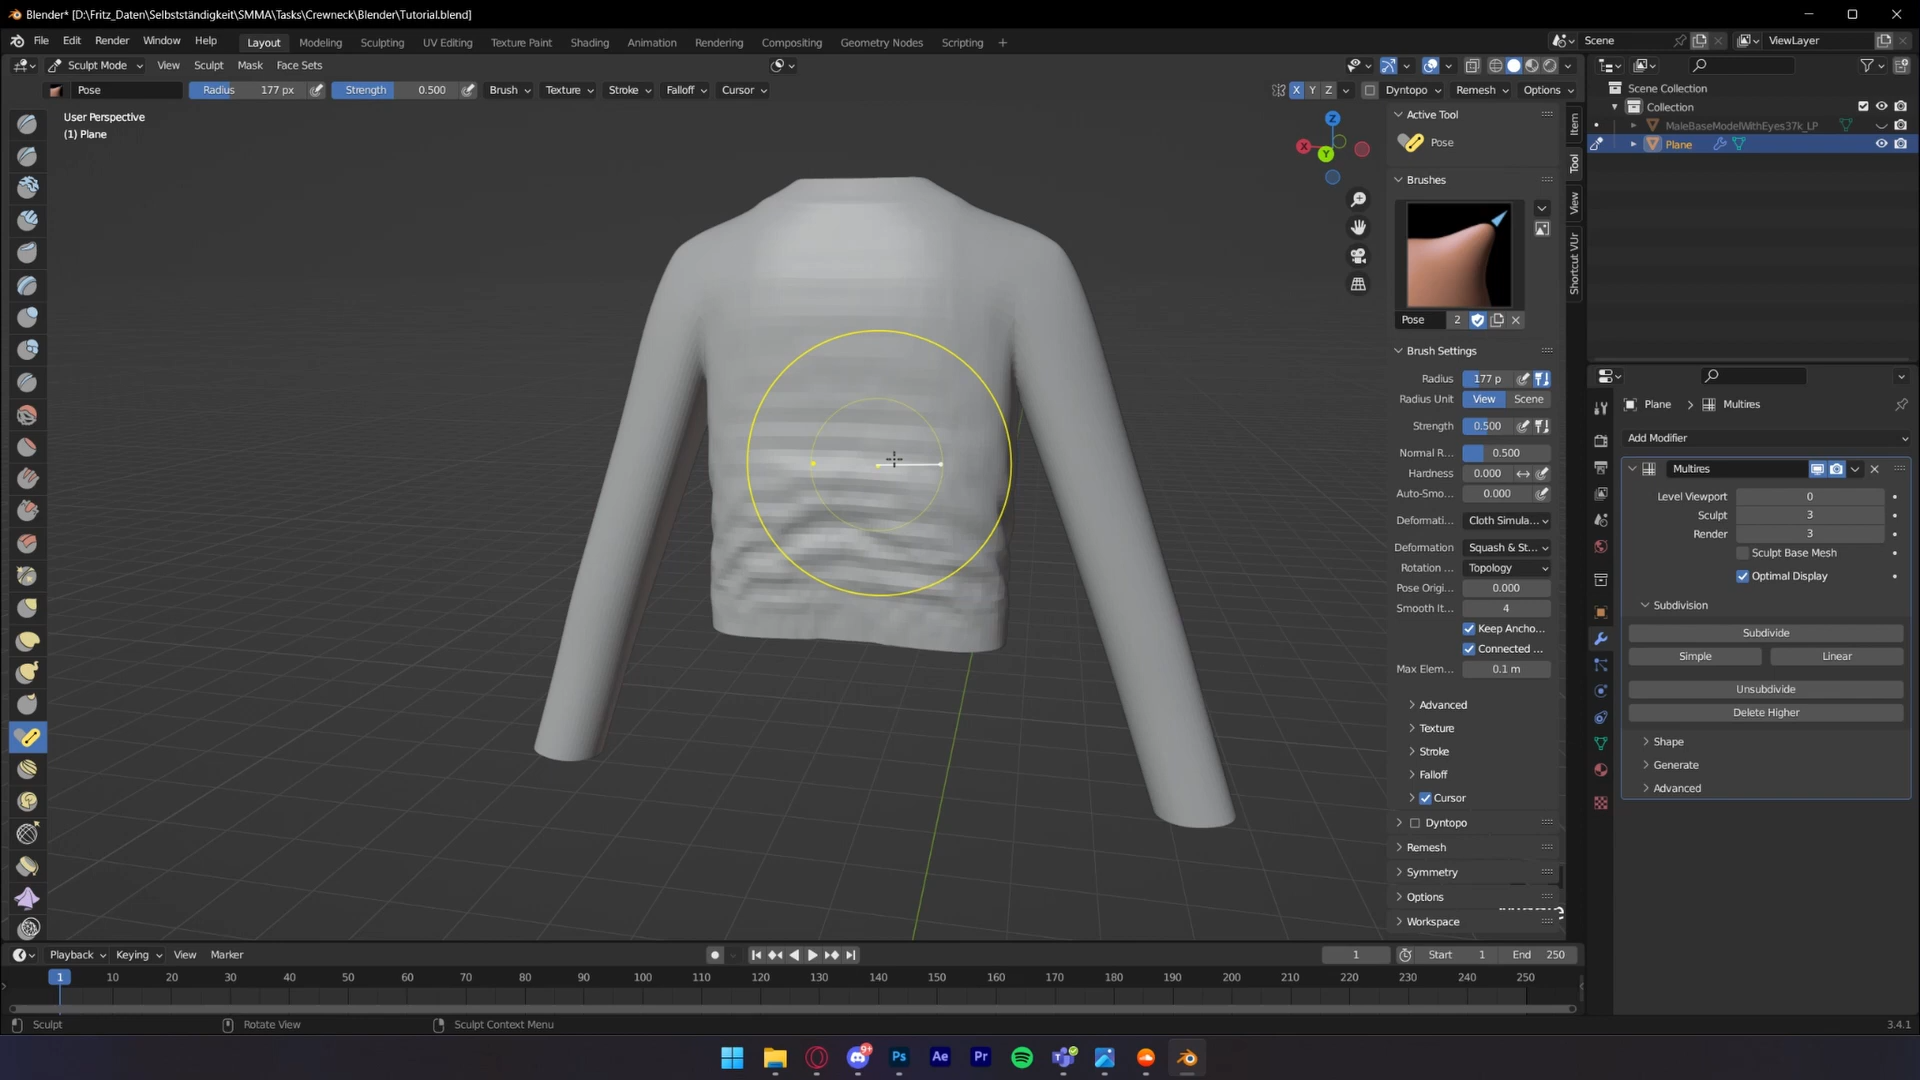 Blender* [D:\Fritz_Daten\Selbstständigkeit\SMMA\Tasks\Crewneck\Blender\Tutorial.blend]
File Edit Render Window Help Layout Modeling Sculpting UV Editing Texture Paint Shading Animation Rendering Compositing Geometry Nodes Scripting + Scene ViewLayer
Sculpt Mode View Sculpt Mask Face Sets
Pose Radius 177 px Strength 0.500 Brush Texture Stroke Falloff Cursor X Y Z Dyntopo Remesh Options
User Perspective
(1) Plane
Z
X
Y
Active Tool
Pose
Brushes
Pose 2
Brush Settings
Radius 177 p
Radius Unit View Scene
Strength 0.500
Normal R... 0.500
Hardness 0.000
Auto-Smo... 0.000
Deformati... Cloth Simula...
Deformation Squash & St...
Rotation ... Topology
Pose Origi... 0.000
Smooth It... 4
Keep Ancho...
Connected ...
Max Elem... 0.1 m
Advanced
Texture
Stroke
Falloff
Cursor
Dyntopo
Remesh
Symmetry
Options
Workspace
Item
Tool
View
Shortcut VUr
Scene Collection
Collection
MaleBaseModelWithEyes37k_LP
Plane
Plane Multires
Add Modifier
Multires
Level Viewport 0
Sculpt 3
Render 3
Sculpt Base Mesh
Optimal Display
Subdivision
Subdivide
Simple Linear
Unsubdivide
Delete Higher
Shape
Generate
Advanced
Playback Keying View Marker 1 Start 1 End 250
1 10 20 30 40 50 60 70 80 90 100 110 120 130 140 150 160 170 180 190 200 210 220 230 240 250
Sculpt Rotate View Sculpt Context Menu 3.4.1
9+ Ps Ae Pr